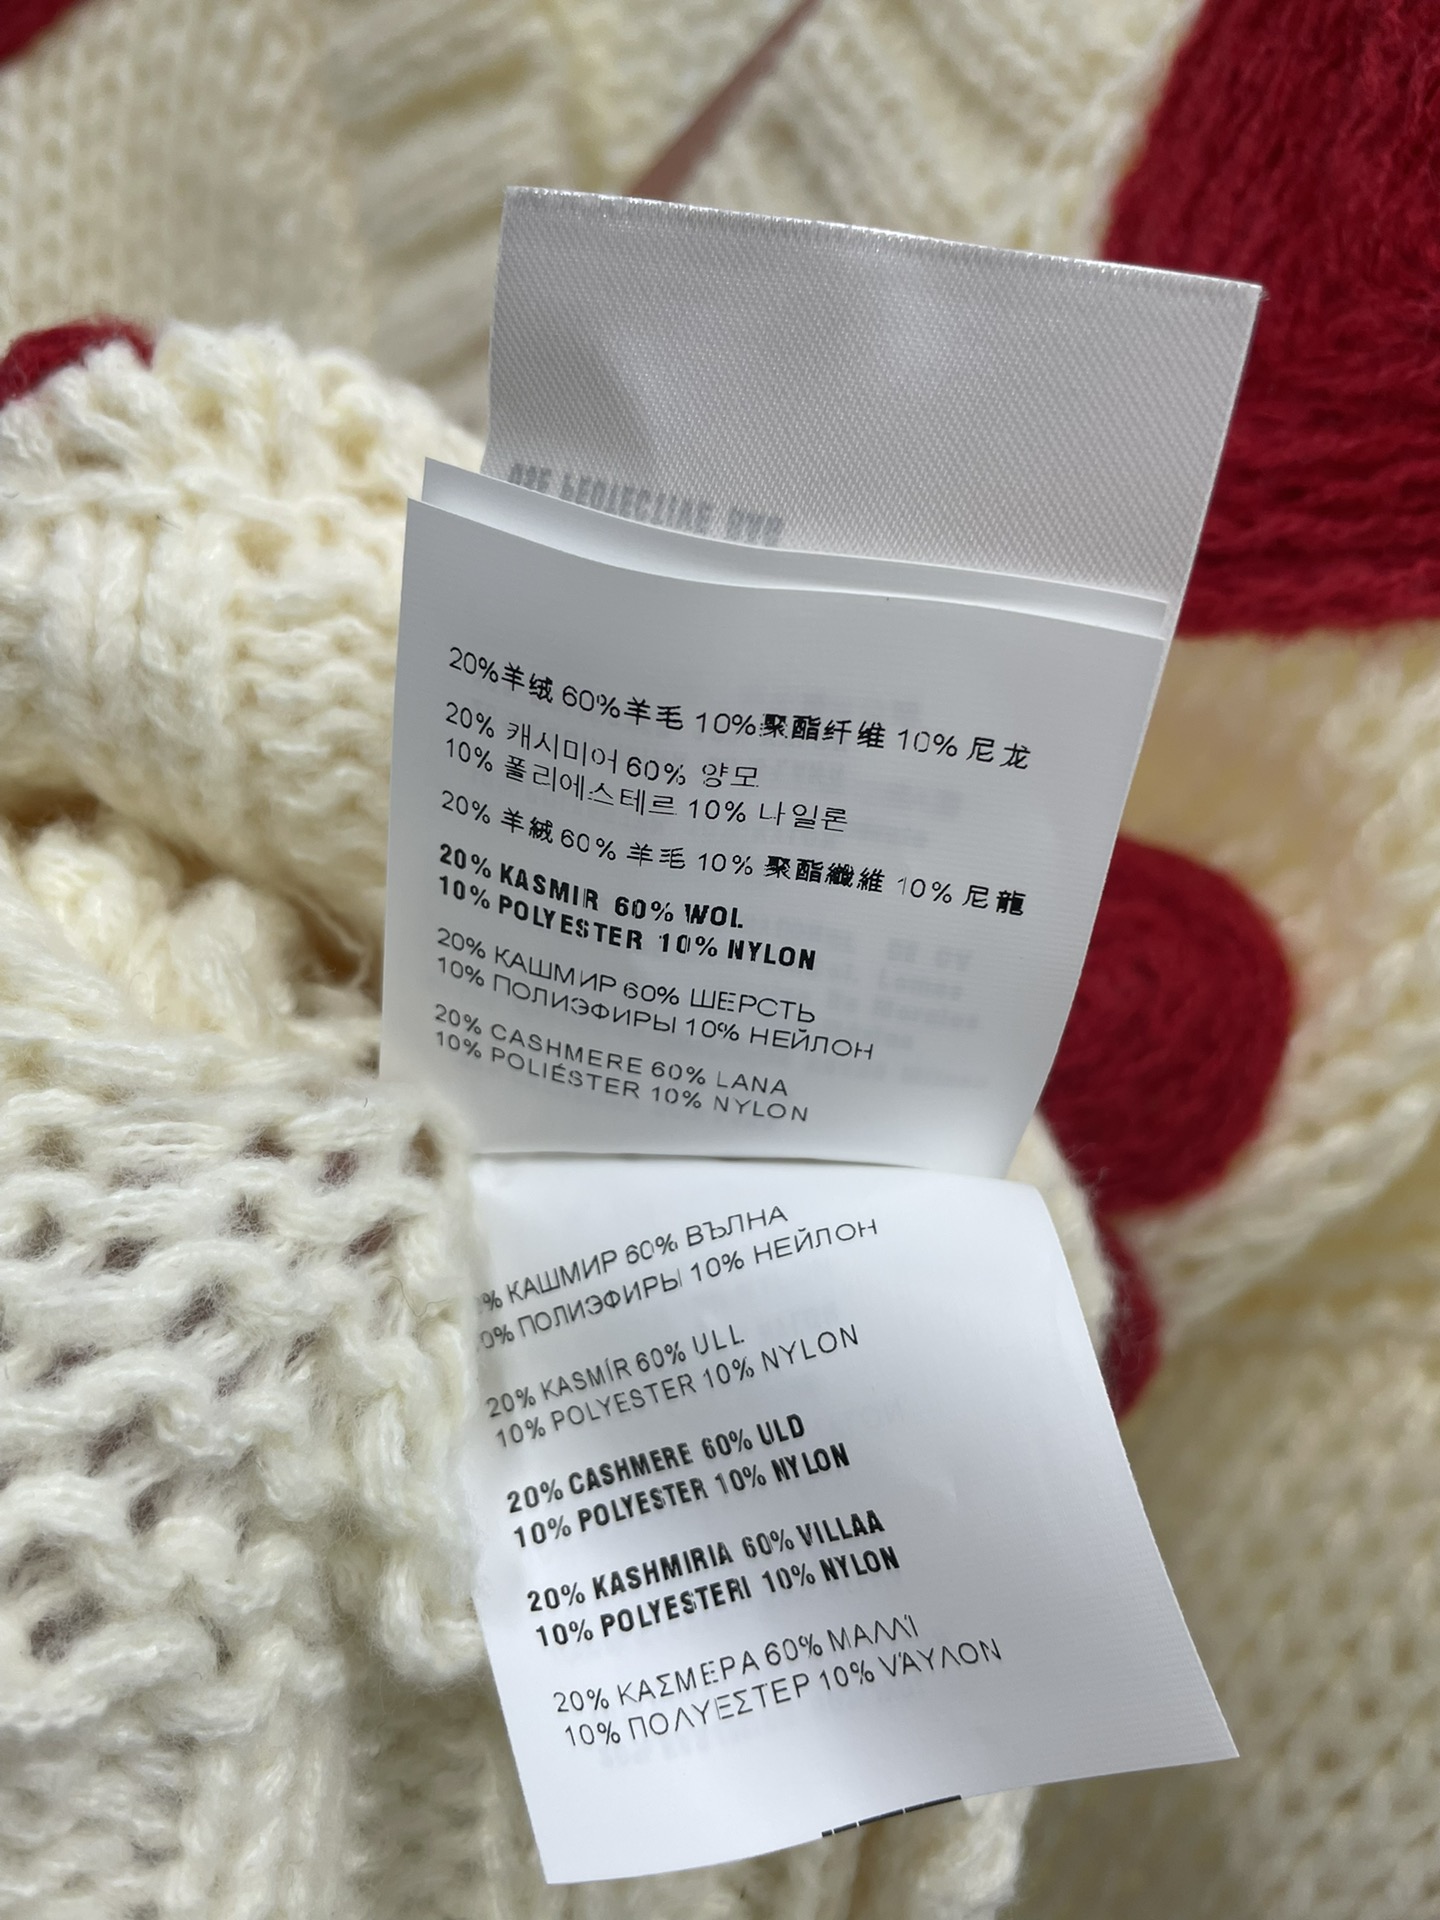 20%羊绒 60%羊毛 10%聚酯纤维 10% 尼龙
20% 캐시미어 60% 양모
10% 폴리에스테르 10% 나일론
20% 羊絨 60% 羊毛 10% 聚酯纖維 10% 尼龍
20% KASMIR 60% WOL
10% POLYESTER 10% NYLON
20% КАШМИР 60% ШЕРСТЬ
10% ПОЛИЭФИРЫ 10% НЕЙЛОН
20% CASHMERE 60% LANA
10% POLIÉSTER 10% NYLON
% КАШМИР 60% ВЪЛНА
0% ПОЛИЭФИРЫ 10% НЕЙЛОН
20% KASMÍR 60% ULL
10% POLYESTER 10% NYLON
20% CASHMERE 60% ULD
10% POLYESTER 10% NYLON
20% KASHMIRIA 60% VILLAA
10% POLYESTERI 10% NYLON
20% ΚΑΣΜΕΡΑ 60% ΜΑΛΛΊ
10% ΠΟΛΥΕΣΤΕΡ 10% VΆΥΛΟΝ